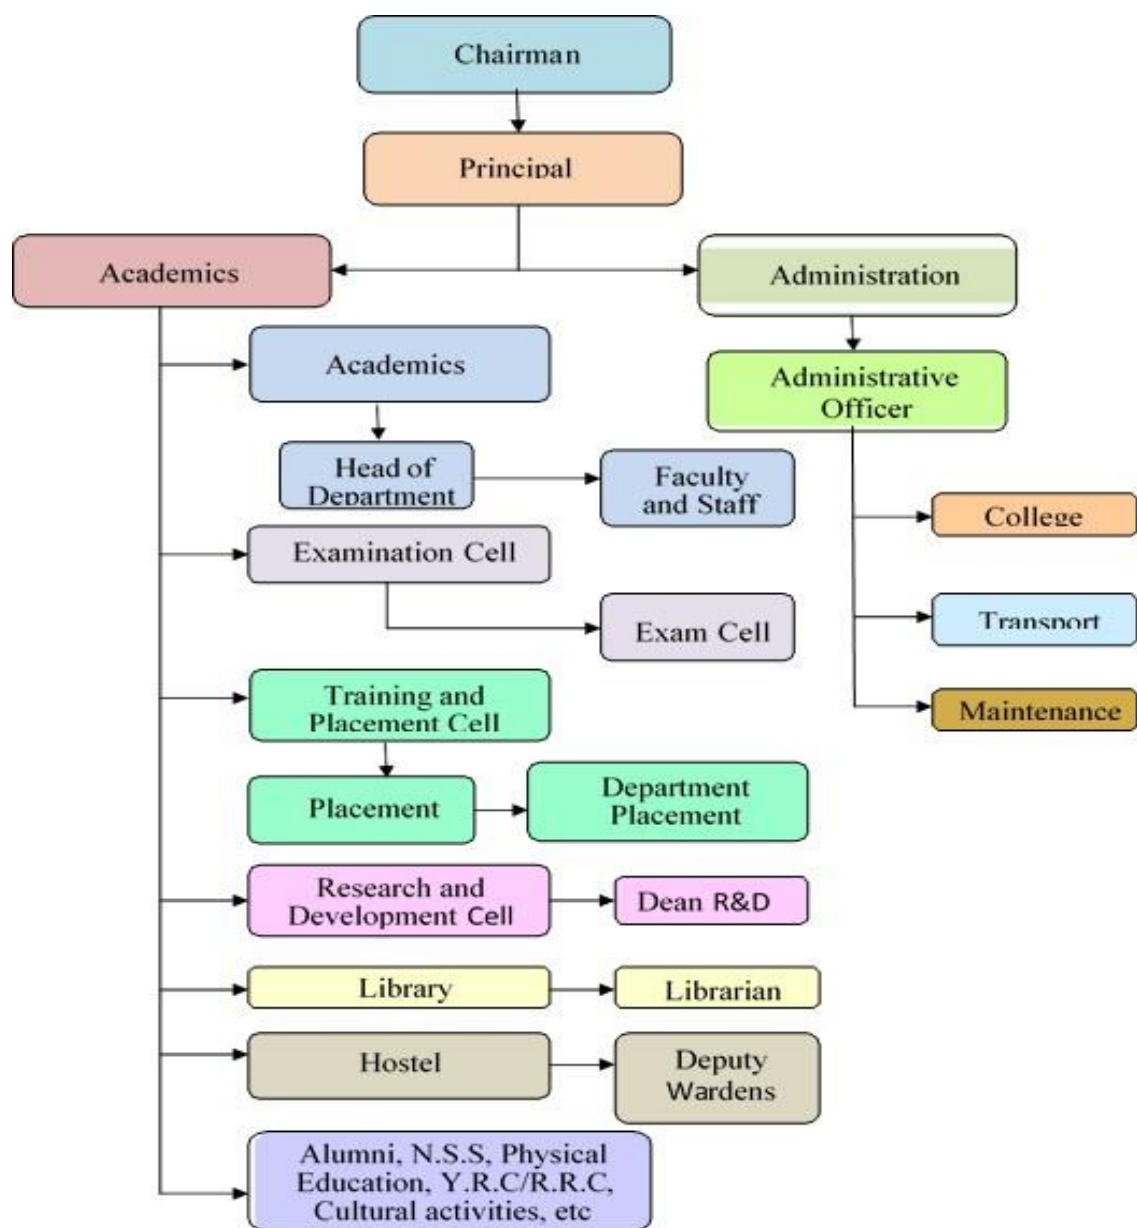 Chairman
Principal
Academics
Administration
Academics
Administrative
Officer
Head of
Department
Faculty
and Staff
College
Examination Cell
Exam Cell
Transport
Training and
Placement Cell
Maintenance
Placement
Department
Placement
Research and
Development Cell
Dean R&D
Library
Librarian
Hostel
Deputy
Wardens
Alumni, N.S.S, Physical
Education, Y.R.C/R.R.C,
Cultural activities, etc